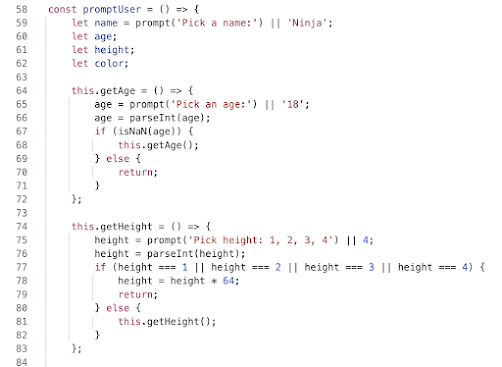 58 const promptUser = () => {
59 let name = prompt('Pick a name:') || 'Ninja';
60 let age;
61 let height;
62 let color;
63
64 this.getAge = () => {
65 age = prompt('Pick an age:') || '18';
66 age = parseInt(age);
67 if (isNaN(age)) {
68 this.getAge();
69 } else {
70 return;
71 }
72 };
73
74 this.getHeight = () => {
75 height = prompt('Pick height: 1, 2, 3, 4') || 4;
76 height = parseInt(height);
77 if (height === 1 || height === 2 || height === 3 || height === 4) {
78 height = height * 64;
79 return;
80 } else {
81 this.getHeight();
82 }
83 };
84